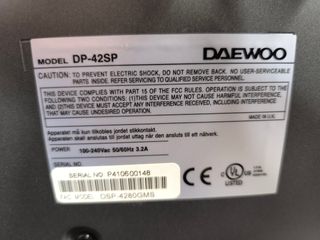 MODEL DP-42SP DAEWOO
CAUTION: TO PREVENT ELECTRIC SHOCK, DO NOT REMOVE BACK. NO USER-SERVICEABLE
PARTS INSIDE. REFER SERVICING TO QUALIFIED SERVICE PERSONNEL.
THIS DEVICE COMPLIES WITH PART 15 OF THE FCC RULES. OPERATION IS SUBJECT TO THE
FOLLOWING TWO CONDITIONS: (1) THIS DEVICE MAY NOT CAUSE HARMFUL INTERFERENCE,
AND (2) THIS DEVICE MUST ACCEPT ANY INTERFERENCE RECEIVED, INCLUDING
INTERFERENCE THAT MAY CAUSE UNDESIRED OPERATION.
MADE IN U.K.
Apparatet må kun tilkobles jordet stikkontakt.
Apparaten skall anslutas till jordat uttag när den ansluts till ett nätverk.
POWER 100-240Vac 50/60Hz 3.2A
SERIAL NO.
SERIAL NO. P410600148
MODEL DSP-4280GMS
LISTED